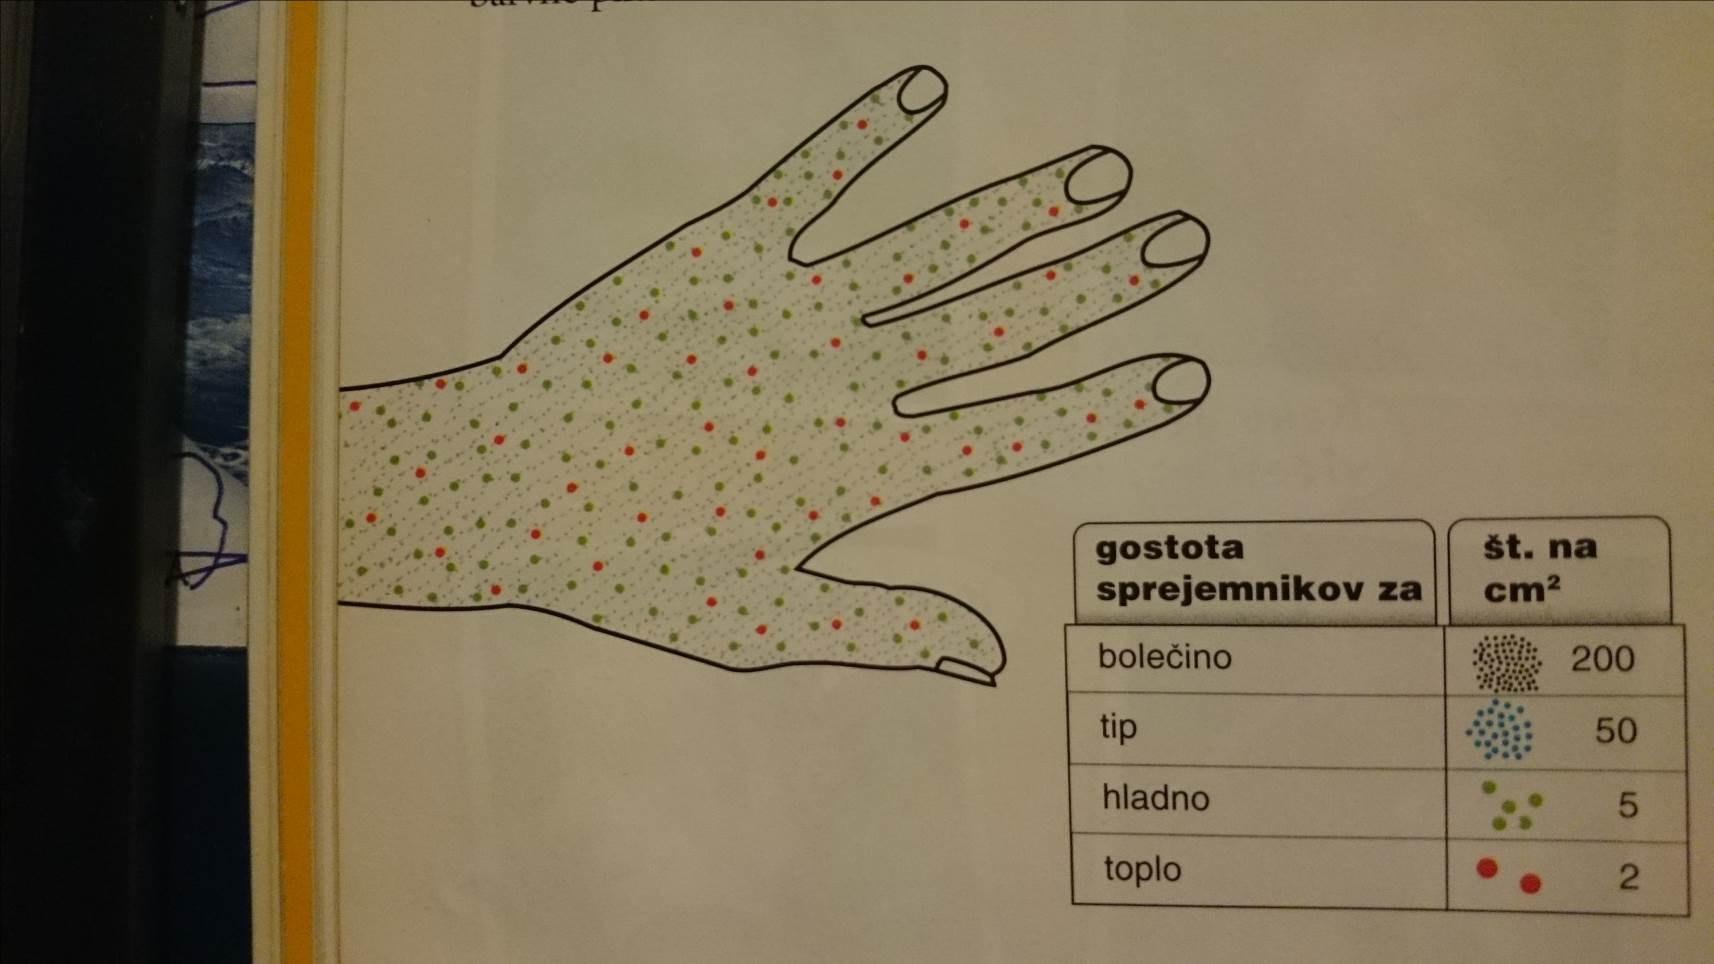 gostota
sprejemnikov za
št. na
cm²
bolečino 200
tip 50
hladno 5
toplo 2